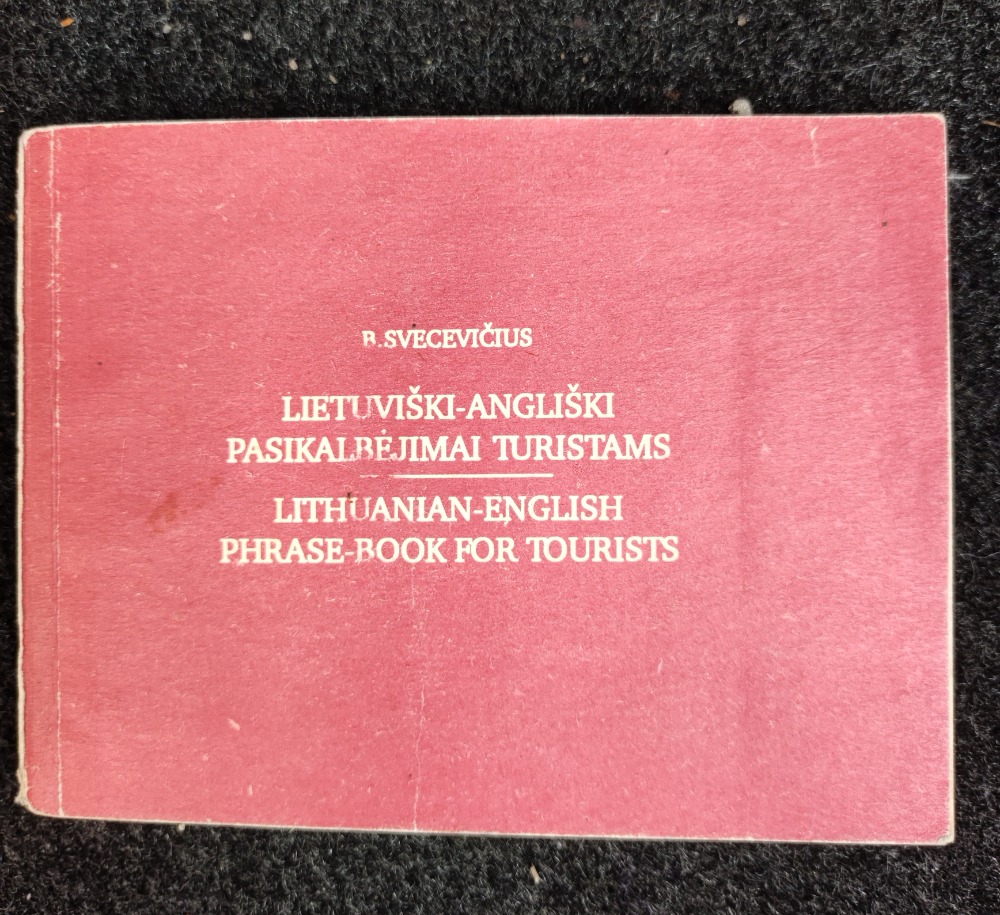 B. SVECEVIČIUS
LIETUVIŠKI-ANGLIŠKI
PASIKALBĖJIMAI TURISTAMS
LITHUANIAN-ENGLISH
PHRASE-BOOK FOR TOURISTS